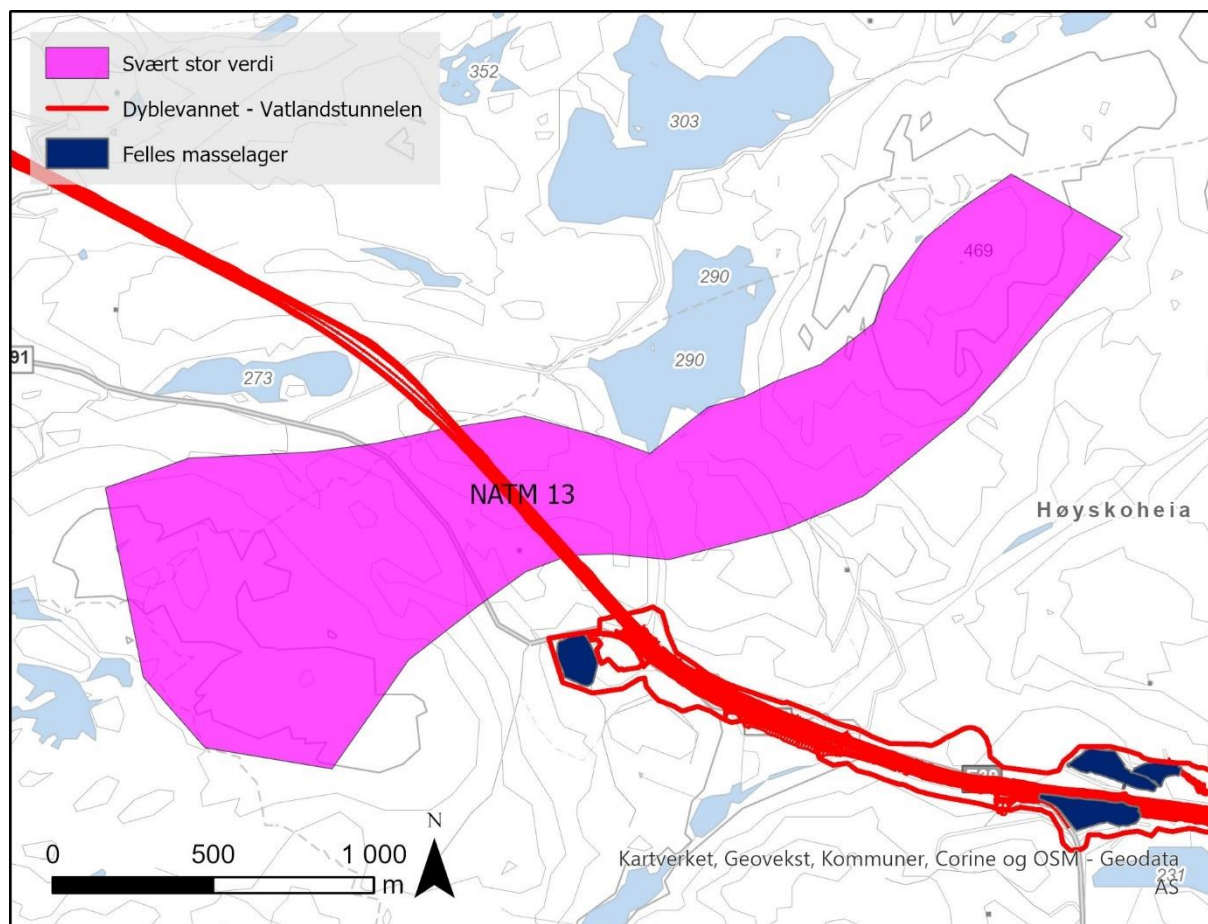 Svært stor verdi
Dyblevannet - Vatlandstunnelen
Felles masselager
352
303
469
290
290
91
273
NATM 13
Høyskoheia
N
0 500 1 000
m
Kartverket, Geovekst, Kommuner, Corine og OSM - Geodata
AS
231